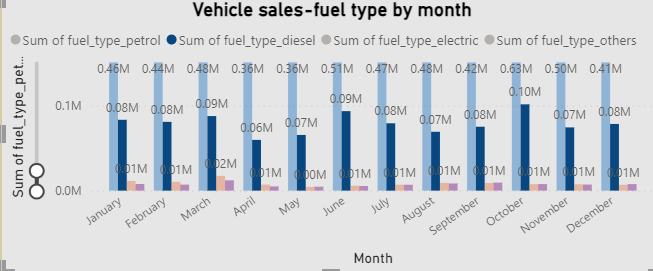 Vehicle sales-fuel type by month
Sum of fuel_type_petrol Sum of fuel_type_diesel Sum of fuel_type_electric Sum of fuel_type_others
Sum of fuel_type_pet...
0.46M 0.44M 0.48M 0.36M 0.36M 0.51M 0.47M 0.48M 0.42M 0.63M 0.50M 0.41M
0.1M
0.08M 0.08M 0.09M 0.06M 0.07M 0.09M 0.08M 0.07M 0.08M 0.10M 0.07M 0.08M
0.01M 0.01M 0.02M 0.01M 0.00M 0.01M 0.01M 0.01M 0.01M 0.01M 0.01M 0.01M
0.0M
January February March April May June July August September October November December
Month